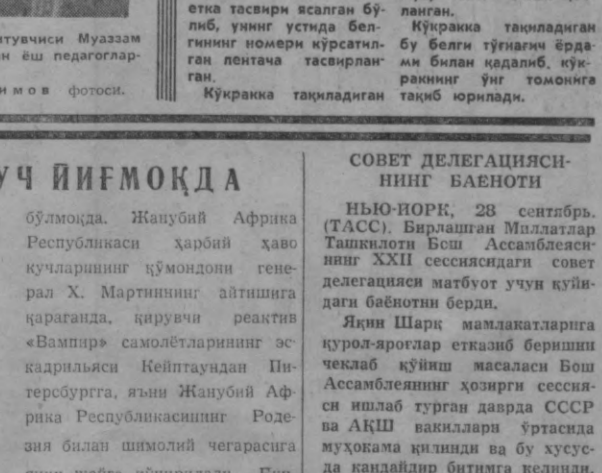 итувчиси Муаззам
н ёш педагоглар-
имов фотоси.
етка тасвири ясалган бў-
либ, унинг устида бел-
гининг номери кўрсатил-
ган лентача тасвирлан-
ган.
Кўкракка тақиладиган
ланган.
Кўкракка тақиладиган
бу белги тўғнағич ёрда-
ми билан қадалиб, кўк-
ракнинг ўнг томонига
тақиб юрилади.
УЧ ЙИҒМОҚДА
бўлмоқда. Жанубий Африка
Республикаси ҳарбий ҳаво
кучларининг қўмондони гене-
рал Х. Мартиннинг айтишига
қараганда, қирувчи реактив
«Вампир» самолётларининг эс-
кадрильяси Кейптаундан Пи-
терсбургга, яъни Жанубий Аф-
рика Республикасининг Роде-
зия билан шимолий чегарасига
СОВЕТ ДЕЛЕГАЦИЯСИ-
НИНГ БАЁНОТИ
НЬЮ-ЙОРК, 28 сентябрь.
(ТАСС). Бирлашган Миллатлар
Ташкилоти Бош Ассамблеяси-
нинг XXII сессиясидаги совет
делегацияси матбуот учун қуйи-
даги баёнотни берди.
Яқин Шарқ мамлакатларига
қурол-яроғлар етказиб беришни
чеклаб қўйиш масаласи Бош
Ассамблеянинг ҳозирги сессия-
си ишлаб турган даврда СССР
ва АҚШ вакиллари ўртасида
муҳокама қилинди ва бу хусус-
да қандайдир битимга келинди,